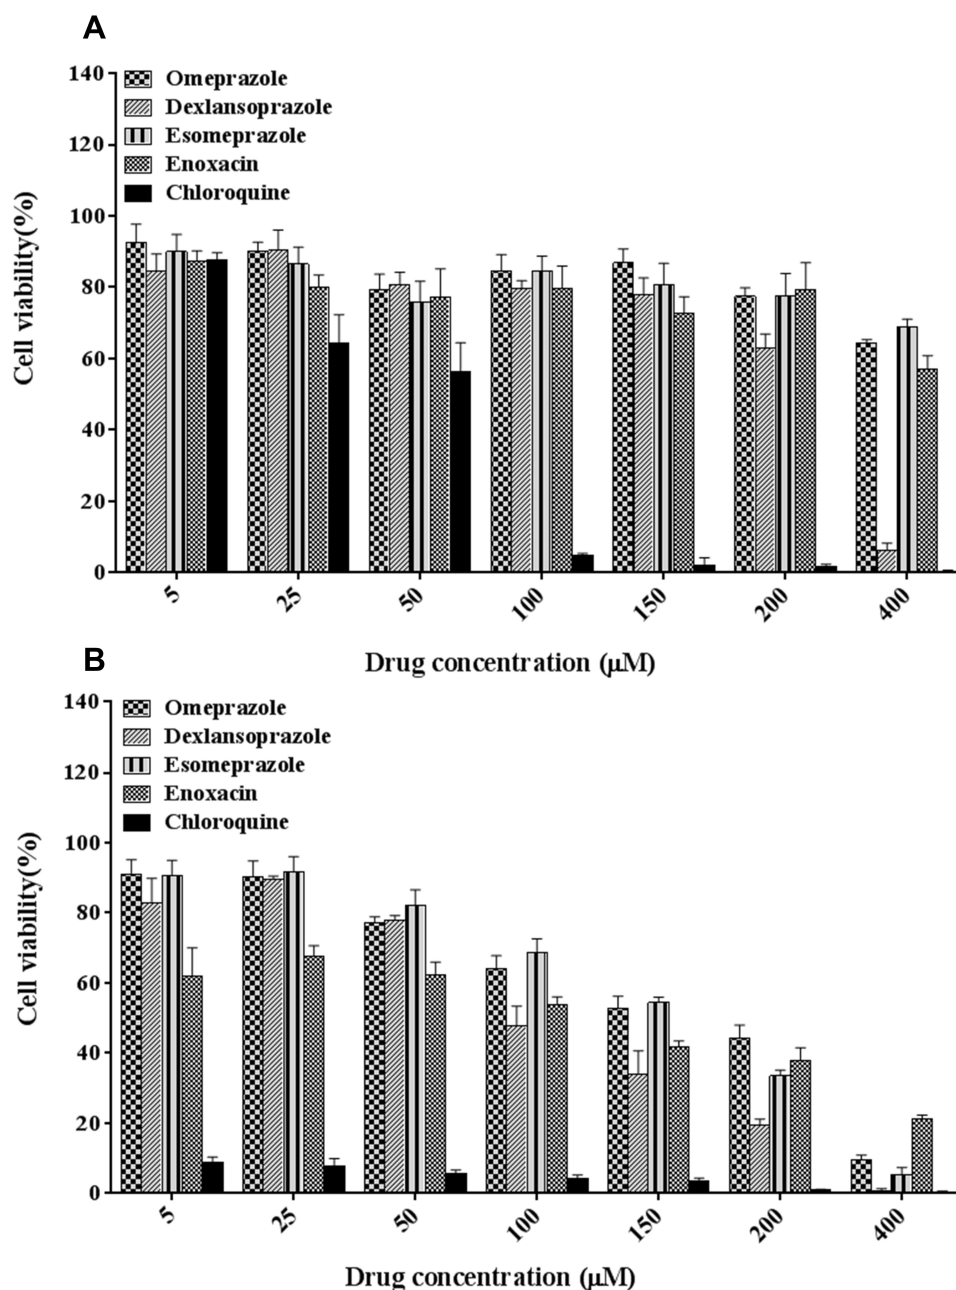 A
140
120
100
80
60
40
20
0
Cell viability(%)
Omeprazole
Dexlansoprazole
Esomeprazole
Enoxacin
Chloroquine
5 25 50 100 150 200 400
Drug concentration (μM)
B
140
120
100
80
60
40
20
0
Cell viability(%)
Omeprazole
Dexlansoprazole
Esomeprazole
Enoxacin
Chloroquine
5 25 50 100 150 200 400
Drug concentration (μM)